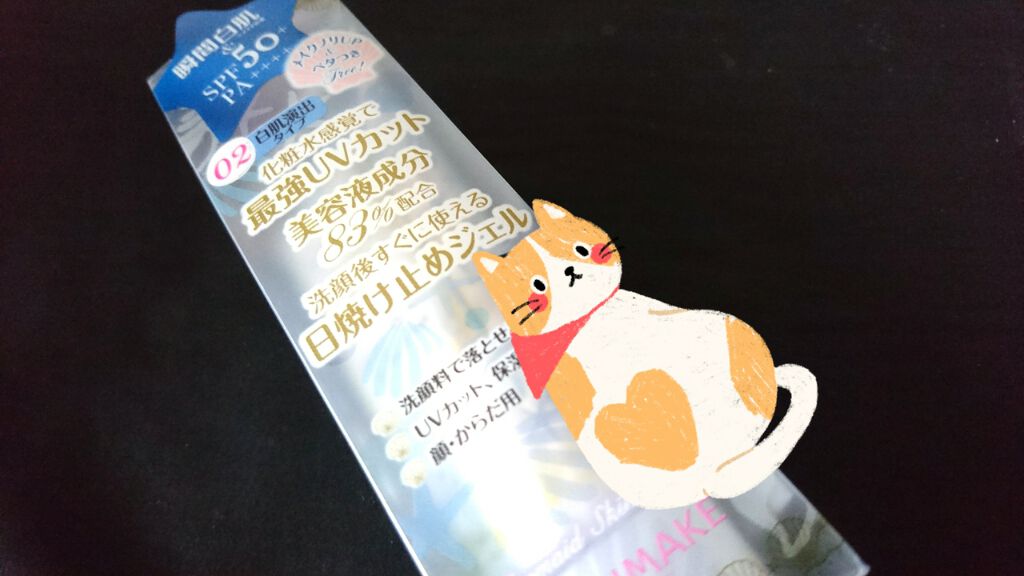 瞬間白肌
SPF50+
PA++++
メイクノリUP
ベタつき
Free!
02
白肌演出
タイプ
化粧水感覚で
最強UVカット
美容液成分
83%配合
洗顔後すぐに使える
日焼け止めジェル
洗顔料で落とせ
UVカット、保湿
顔・からだ用